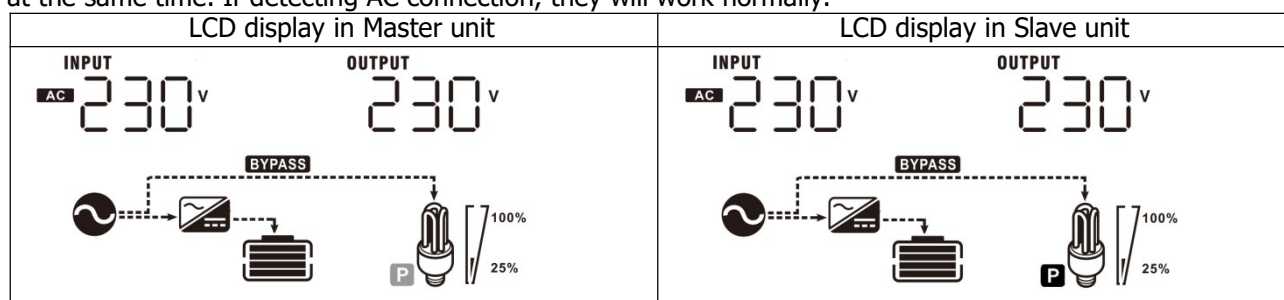 at the same time. If detecting AC connection, they will work normally.
LCD display in Master unit
LCD display in Slave unit
INPUT OUTPUT
AC 230 V 230 V
BYPASS
100%
P 25%
INPUT OUTPUT
AC 230 V 230 V
BYPASS
100%
P 25%